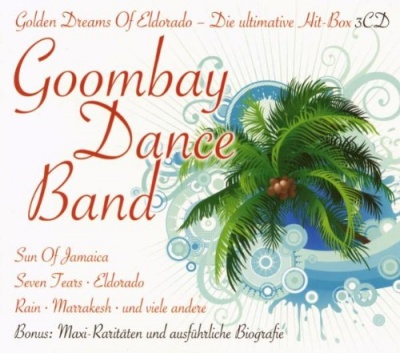 Golden Dreams Of Eldorado – Die ultimative Hit-Box 3CD
Goombay
Dance
Band
Sun Of Jamaica
Seven Tears · Eldorado
Rain · Marrakesh · und viele andere
Bonus: Maxi-Raritäten und ausführliche Biografie